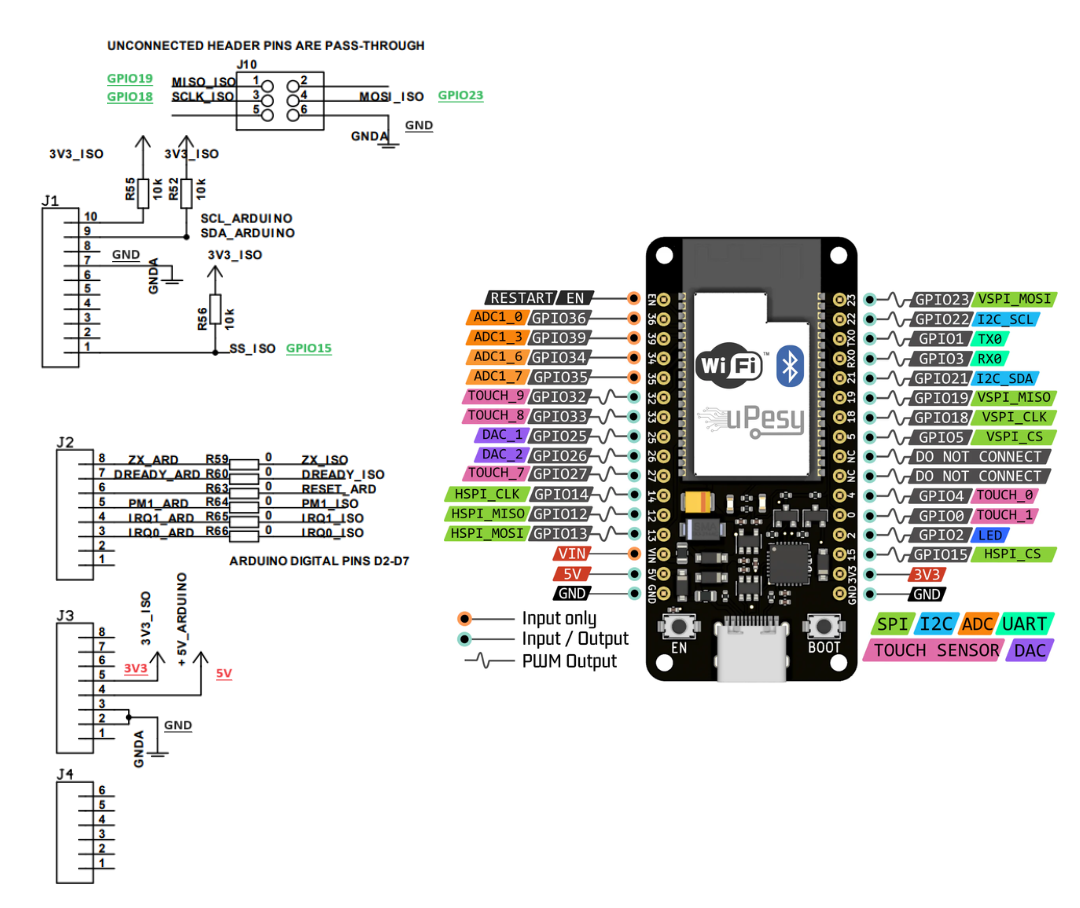 UNCONNECTED HEADER PINS ARE PASS-THROUGH
J10
GPIO19 MISO_ISO 1 2
GPIO18 SCLK_ISO 3 4 MOSI_ISO GPIO23
5 6 GND
GNDA
3V3_ISO 3V3_ISO
R55 10k R52 10k
J1
10 SCL_ARDUINO
9 SDA_ARDUINO
8
7 GND
GNDA
6
5
4
3
2
1 SS_ISO GPIO15
3V3_ISO
R56 10k
J2
8 ZX_ARD R59 0 ZX_ISO
7 DREADY_ARD R60 0 DREADY_ISO
6 R63 0 RESET_ARD
5 PM1_ARD R64 0 PM1_ISO
4 IRQ1_ARD R65 0 IRQ1_ISO
3 IRQ0_ARD R66 0 IRQ0_ISO
2
1
ARDUINO DIGITAL PINS D2-D7
J3
3V3_ISO
+5V_ARDUINO
8
7
6
5 3V3
4 5V
3
2 GND
1
GNDA
J4
6
5
4
3
2
1
RESTART EN
ADC1_0 GPIO36
ADC1_3 GPIO39
ADC1_6 GPIO34
ADC1_7 GPIO35
TOUCH_9 GPIO32
TOUCH_8 GPIO33
DAC_1 GPIO25
DAC_2 GPIO26
TOUCH_7 GPIO27
HSPI_CLK GPIO14
HSPI_MISO GPIO12
HSPI_MOSI GPIO13
VIN
5V
GND
Input only
Input / Output
PWM Output
EN
36
39
34
35
32
33
25
26
27
14
12
13
VIN
5V
GND
WiFi™
uPesy
EN
BOOT
23
22
TX0
RX0
21
19
18
5
NC
NC
4
0
2
15
3V3
GND
GPIO23 VSPI_MOSI
GPIO22 I2C_SCL
GPIO1 TX0
GPIO3 RX0
GPIO21 I2C_SDA
GPIO19 VSPI_MISO
GPIO18 VSPI_CLK
GPIO5 VSPI_CS
DO NOT CONNECT
DO NOT CONNECT
GPIO4 TOUCH_0
GPIO0 TOUCH_1
GPIO2 LED
GPIO15 HSPI_CS
3V3
GND
SPI I2C ADC UART
TOUCH SENSOR DAC